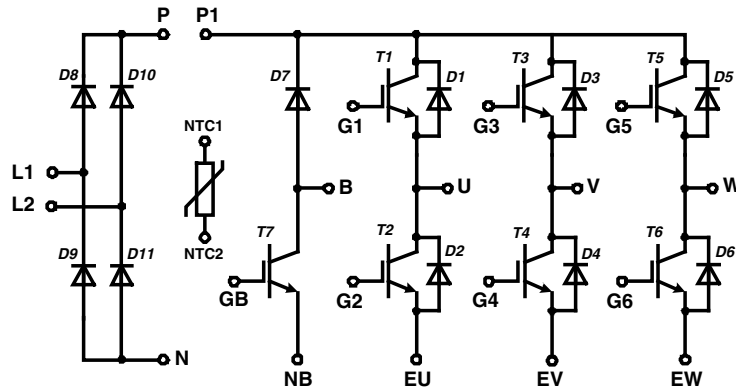 P P1
D8 D10 D7 T1 D1 T3 D3 T5 D5
G1 G3 G5
NTC1
L1
L2
B U V W
NTC2
D9 D11 T7 T2 D2 T4 D4 T6 D6
GB G2 G4 G6
N
NB EU EV EW